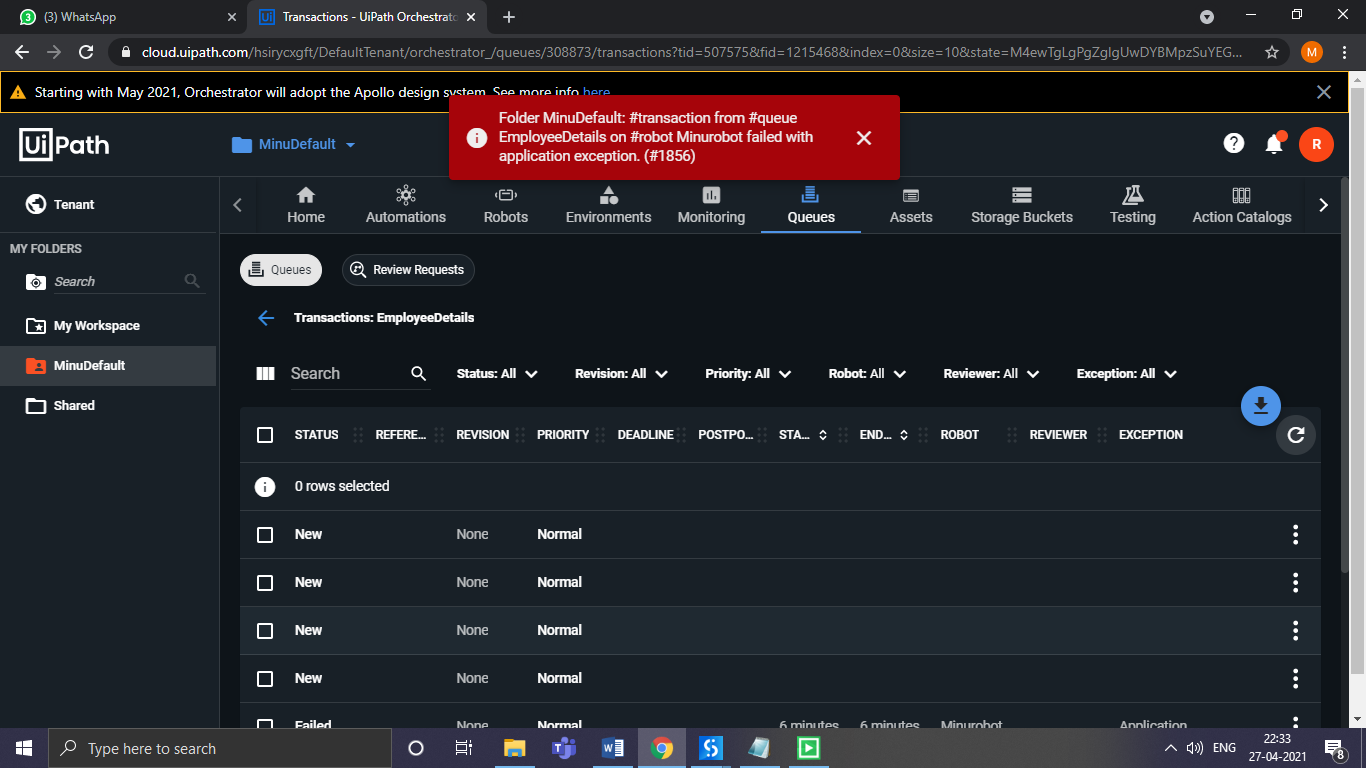 (3) WhatsApp
Transactions - UiPath Orchestrato
cloud.uipath.com/hsirycxgft/DefaultTenant/orchestrator_/queues/308873/transactions?tid=507575&fid=1215468&index=0&size=10&state=M4ewTgLgPgZglgUwDYBMpzSuYEG...
M
Starting with May 2021, Orchestrator will adopt the Apollo design system. See more info here
Folder MinuDefault: #transaction from #queue
EmployeeDetails on #robot Minurobot failed with
application exception. (#1856)
Ui Path
MinuDefault
R
Tenant
Home Automations Robots Environments Monitoring Queues Assets Storage Buckets Testing Action Catalogs
MY FOLDERS
Search
My Workspace
MinuDefault
Shared
Queues Review Requests
Transactions: EmployeeDetails
Search Status: All Revision: All Priority: All Robot: All Reviewer: All Exception: All
STATUS REFERE... REVISION PRIORITY DEADLINE POSTPO... STA... END... ROBOT REVIEWER EXCEPTION
0 rows selected
New None Normal
New None Normal
New None Normal
New None Normal
Failed None Normal 6 minutes 6 minutes Minurobot Application
Type here to search
ENG
22:33
27-04-2021
8